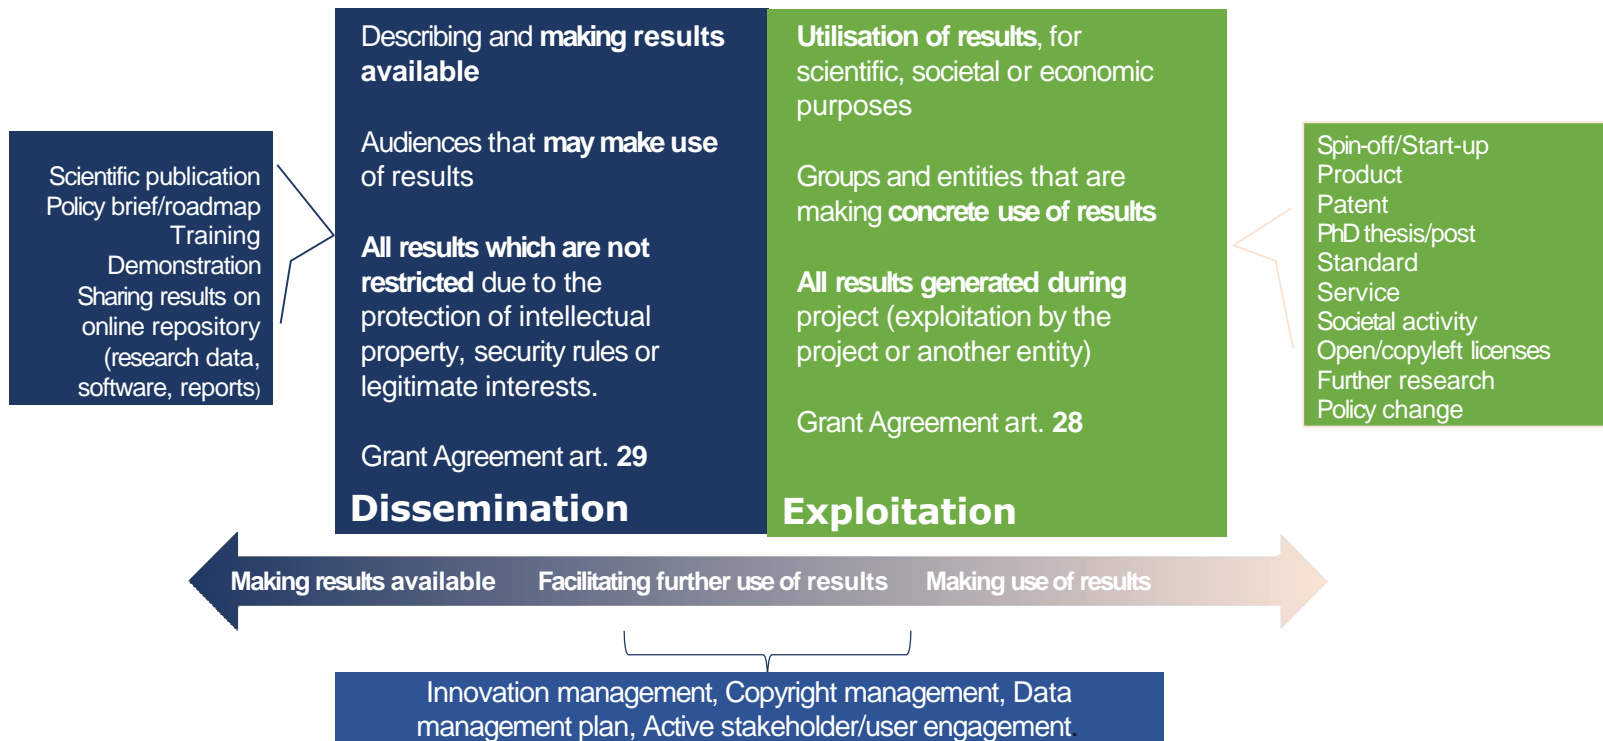 Describing and making results
available
Audiences that may make use
of results
All results which are not
restricted due to the
protection of intellectual
property, security rules or
legitimate interests.
Grant Agreement art. 29
Dissemination
Utilisation of results, for
scientific, societal or economic
purposes
Groups and entities that are
making concrete use of results
All results generated during
project (exploitation by the
project or another entity)
Grant Agreement art. 28
Exploitation
Scientific publication
Policy brief/roadmap
Training
Demonstration
Sharing results on
online repository
(research data,
software, reports)
Spin-off/Start-up
Product
Patent
PhD thesis/post
Standard
Service
Societal activity
Open/copyleft licenses
Further research
Policy change
Making results available Facilitating further use of results Making use of results
Innovation management, Copyright management, Data
management plan, Active stakeholder/user engagement.